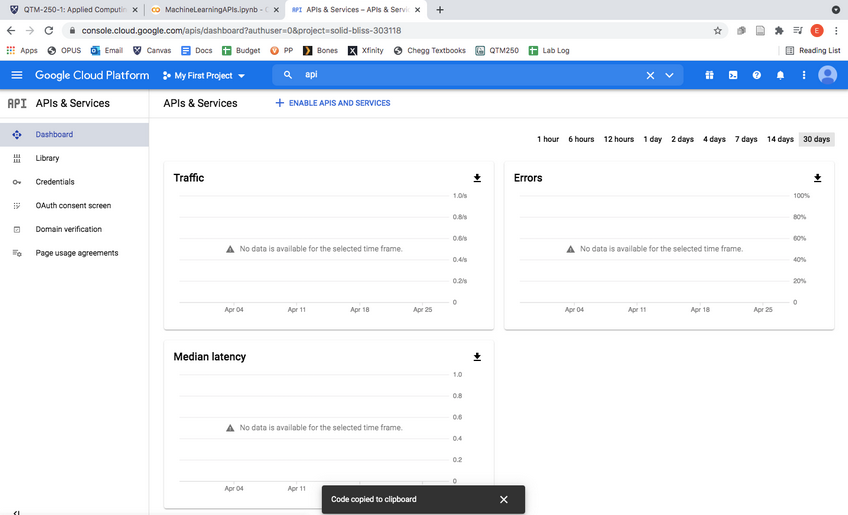 QTM-250-1: Applied Computin
MachineLearningAPIs.ipynb - C
API APIs & Services – APIs & Servic
console.cloud.google.com/apis/dashboard?authuser=0&project=solid-bliss-303118
E
Apps OPUS Email Canvas Docs Budget PP Bones Xfinity Chegg Textbooks QTM250 Lab Log Reading List
Google Cloud Platform My First Project api
API APIs & Services
APIs & Services
ENABLE APIS AND SERVICES
Dashboard
Library
Credentials
OAuth consent screen
Domain verification
Page usage agreements
1 hour 6 hours 12 hours 1 day 2 days 4 days 7 days 14 days 30 days
Traffic
1.0/s
0.8/s
0.6/s
No data is available for the selected time frame.
0.4/s
0.2/s
0
Apr 04 Apr 11 Apr 18 Apr 25
Errors
100%
80%
60%
No data is available for the selected time frame.
40%
20%
0
Apr 04 Apr 11 Apr 18 Apr 25
Median latency
1.0
0.8
0.6
No data is available for the selected time frame.
0.4
0.2
0
Apr 04 Apr 11
Code copied to clipboard